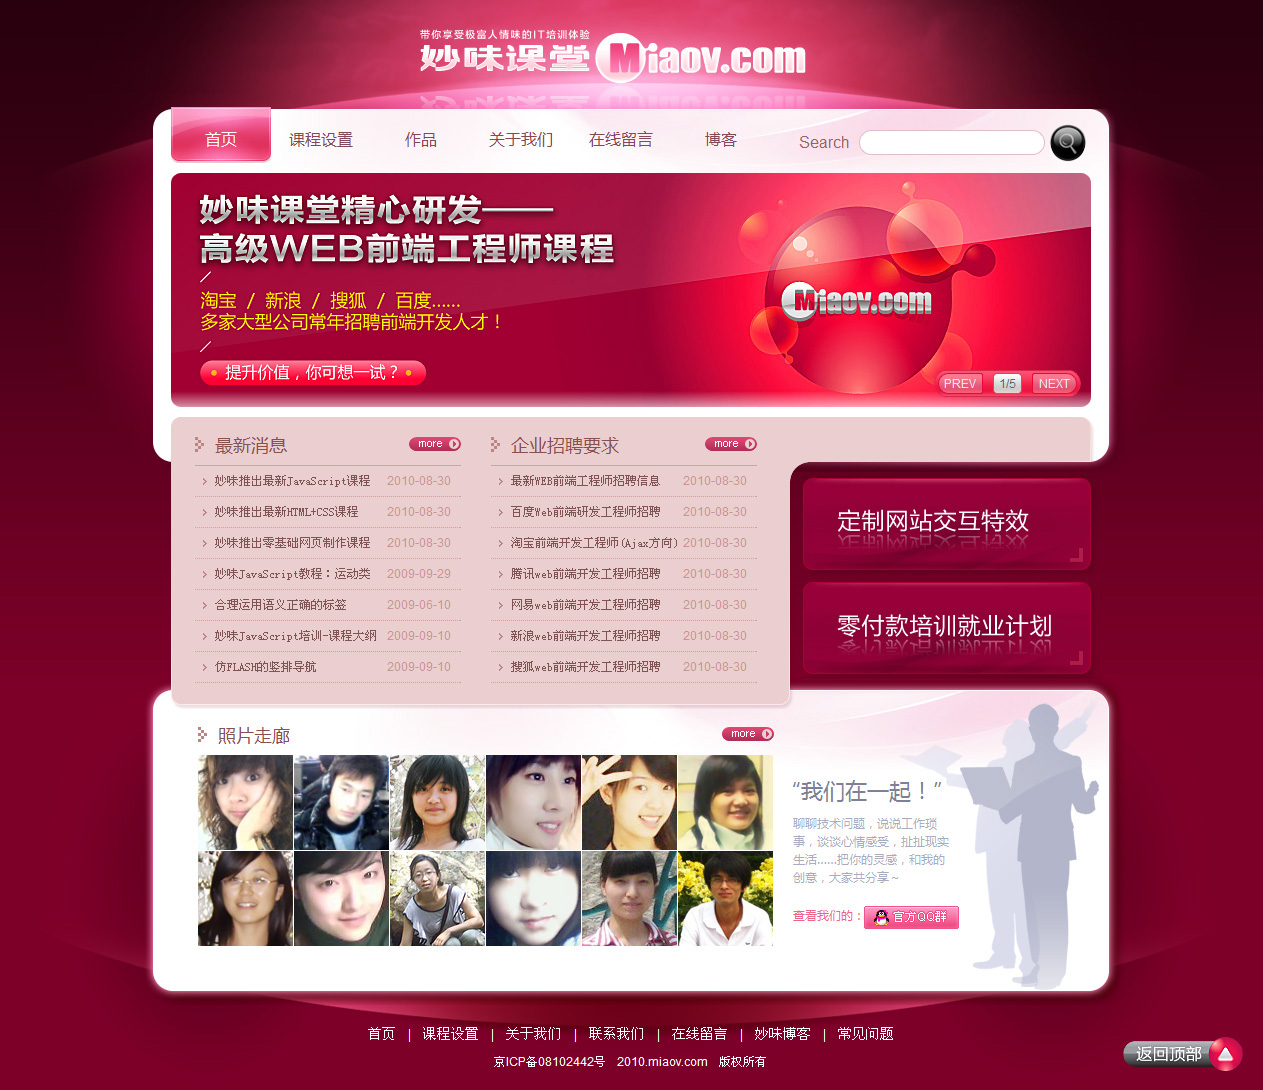 带你享受极富人情味的IT培训体验
妙味课堂 Miaov.com
首页 课程设置 作品 关于我们 在线留言 博客 Search
妙味课堂精心研发——
高级WEB前端工程师课程
淘宝 / 新浪 / 搜狐 / 百度......
多家大型公司常年招聘前端开发人才！
提升价值，你可想一试？
Miaov.com
PREV 1/5 NEXT
最新消息 more
妙味推出最新JavaScript课程 2010-08-30
妙味推出最新HTML+CSS课程 2010-08-30
妙味推出零基础网页制作课程 2010-08-30
妙味JavaScript教程：运动类 2009-09-29
合理运用语义正确的标签 2009-06-10
妙味JavaScript培训-课程大纲 2009-09-10
仿FLASH的竖排导航 2009-09-10
企业招聘要求 more
最新WEB前端工程师招聘信息 2010-08-30
百度Web前端研发工程师招聘 2010-08-30
淘宝前端开发工程师(Ajax方向) 2010-08-30
腾讯web前端开发工程师招聘 2010-08-30
网易web前端开发工程师招聘 2010-08-30
新浪web前端开发工程师招聘 2010-08-30
搜狐web前端开发工程师招聘 2010-08-30
定制网站交互特效
零付款培训就业计划
照片走廊 more
“我们在一起！”
聊聊技术问题，说说工作琐
事，谈谈心情感受，扯扯现实
生活......把你的灵感，和我的
创意，大家共分享～
查看我们的：官方QQ群
首页 | 课程设置 | 关于我们 | 联系我们 | 在线留言 | 妙味博客 | 常见问题
京ICP备08102442号 2010.miaov.com 版权所有
返回顶部